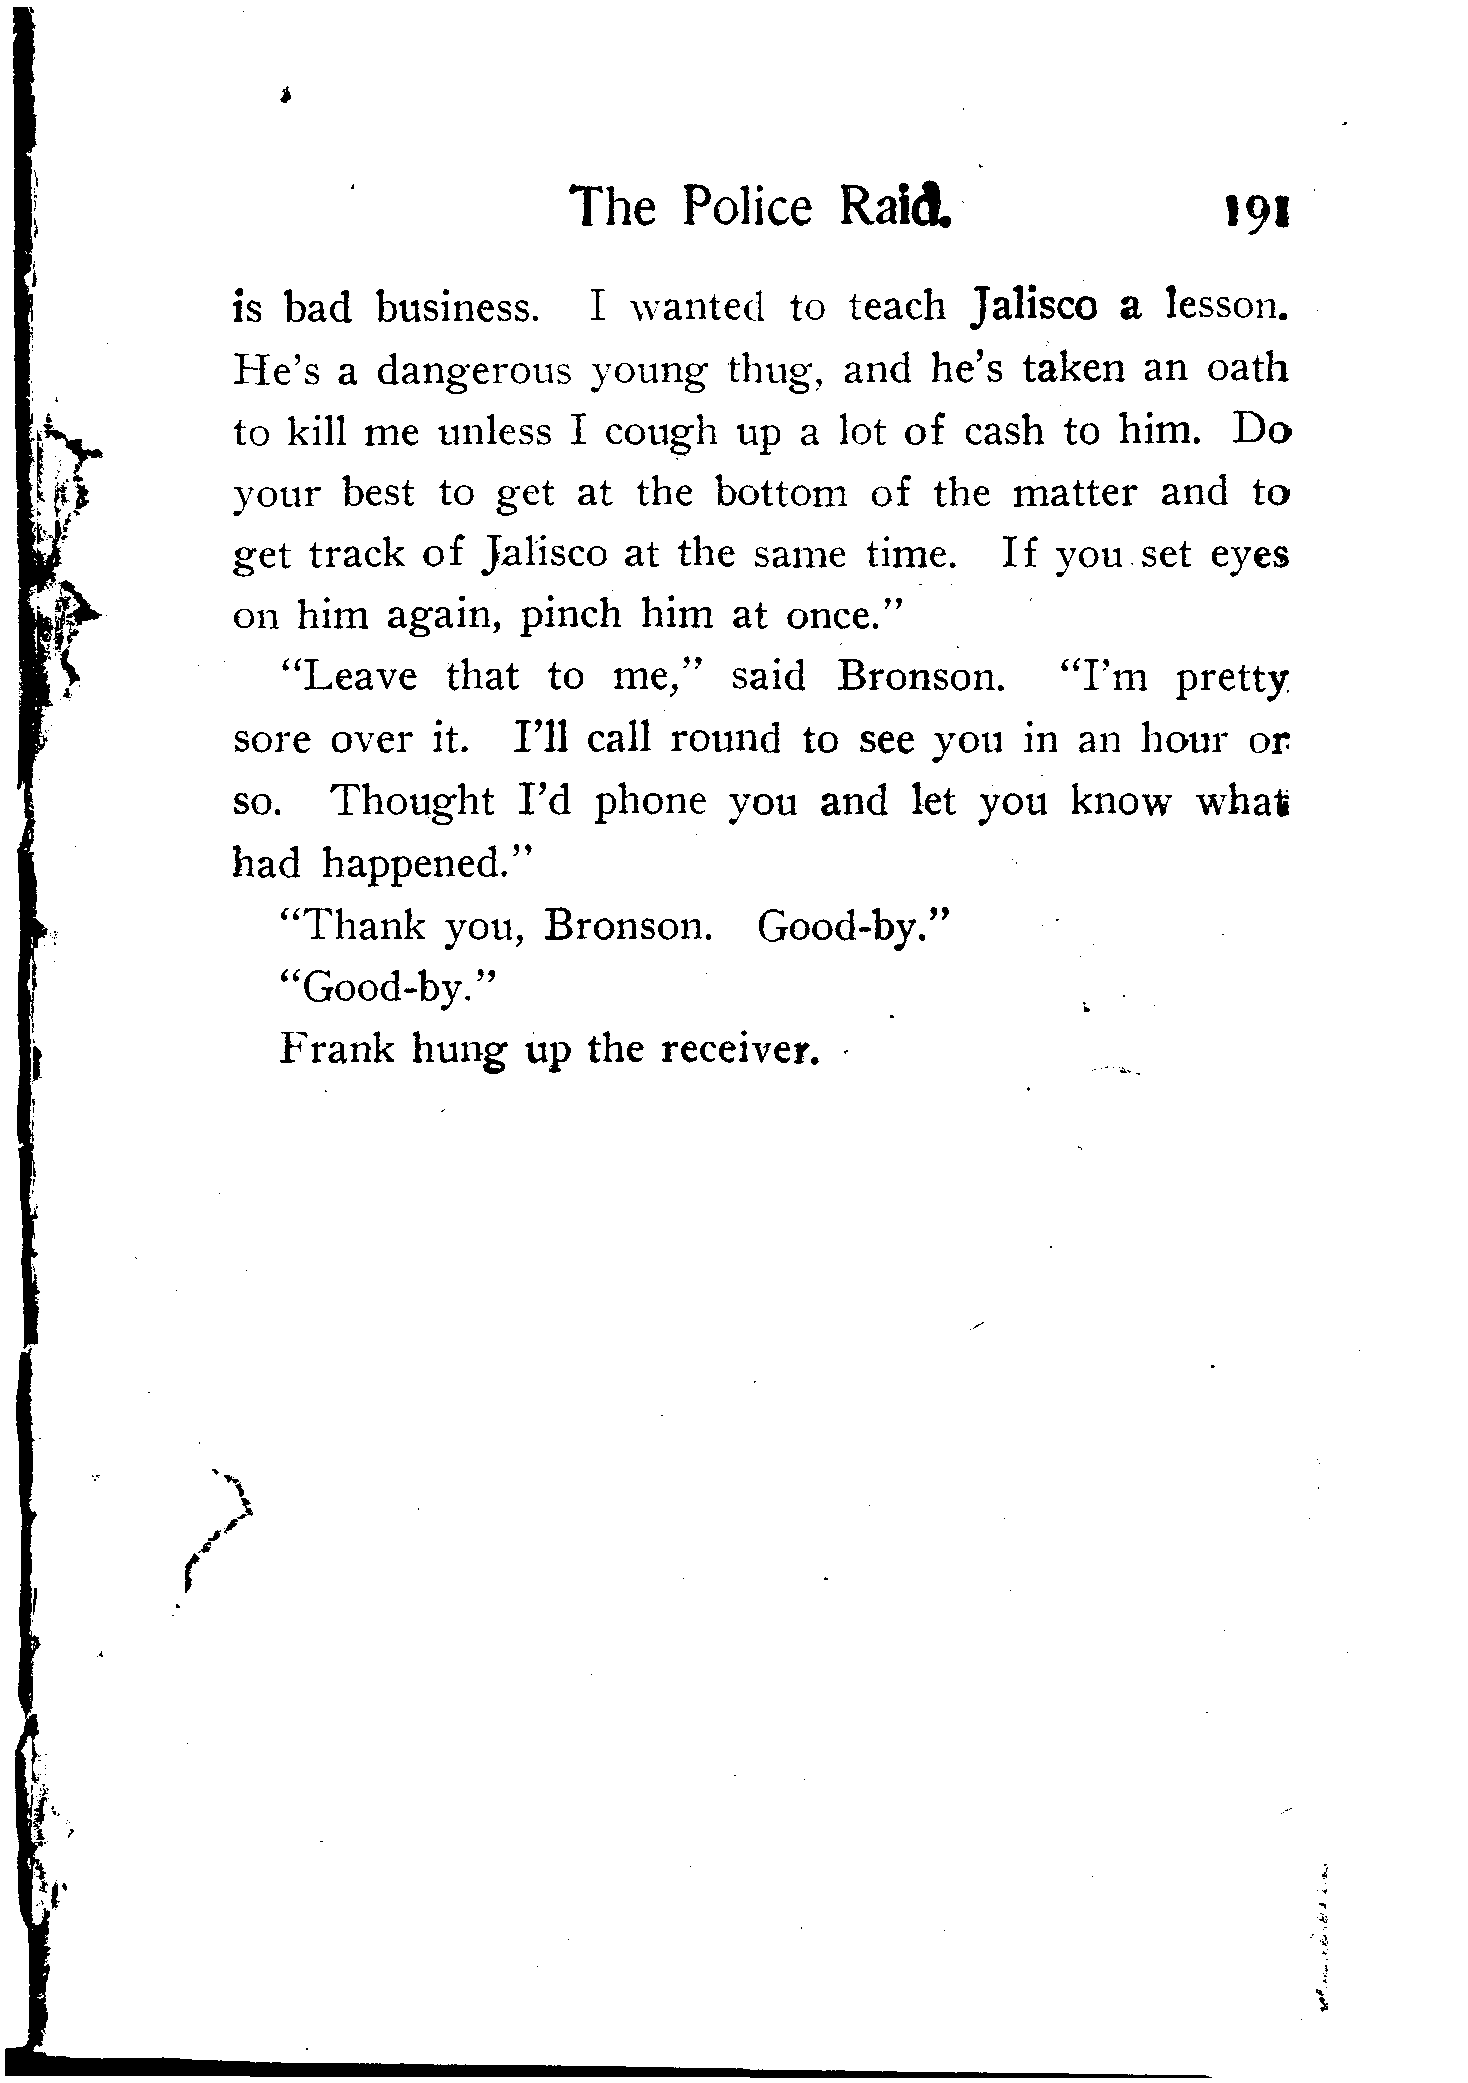 The Police Raid. 191
is bad business. I wanted to teach Jalisco a lesson.
He's a dangerous young thug, and he's taken an oath
to kill me unless I cough up a lot of cash to him. Do
your best to get at the bottom of the matter and to
get track of Jalisco at the same time. If you set eyes
on him again, pinch him at once."
"Leave that to me," said Bronson. "I'm pretty
sore over it. I'll call round to see you in an hour or
so. Thought I'd phone you and let you know what
had happened."
"Thank you, Bronson. Good-by."
"Good-by."
Frank hung up the receiver.